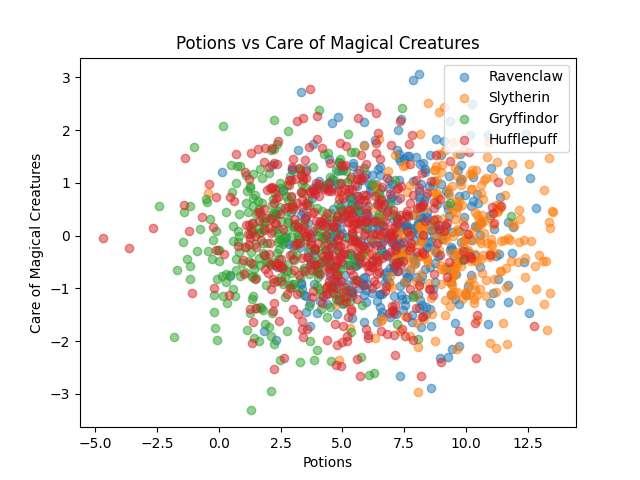 Potions vs Care of Magical Creatures
Ravenclaw
Slytherin
Gryffindor
Hufflepuff
3
2
1
0
−1
−2
−3
Care of Magical Creatures
−5.0 −2.5 0.0 2.5 5.0 7.5 10.0 12.5
Potions